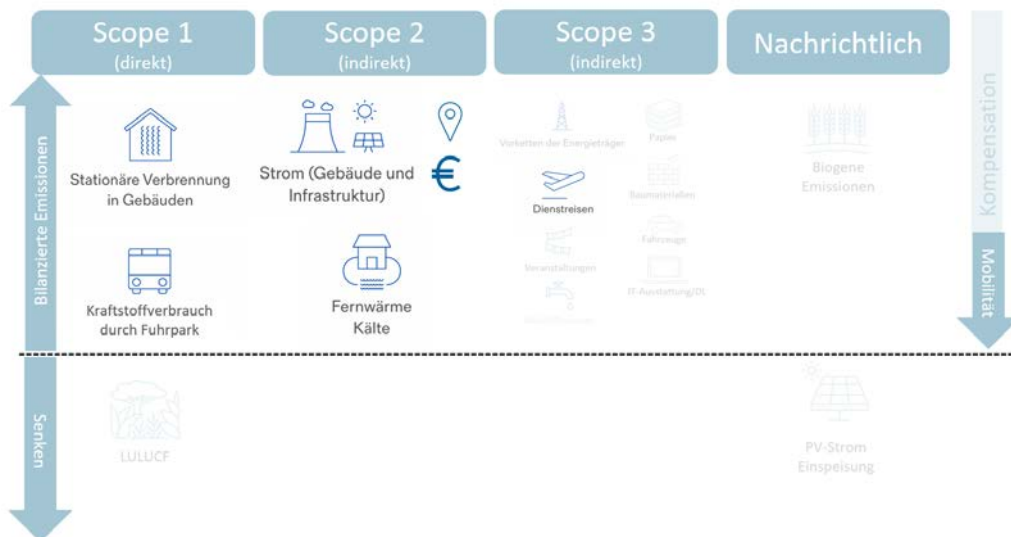 Scope 1
(direkt)
Scope 2
(indirekt)
Scope 3
(indirekt)
Nachrichtlich
Kompensation
Mobilität
Bilanzierte Emissionen
Senken
Stationäre Verbrennung
in Gebäuden
Kraftstoffverbrauch
durch Fuhrpark
Strom (Gebäude und
Infrastruktur)
€
Fernwärme
Kälte
Vorketten der Energieträger
Papier
Dienstreisen
Baumaterialien
Fahrzeuge
Veranstaltungen
IT-Ausstattung/DL
Biogene
Emissionen
LULUCF
PV-Strom
Einspeisung